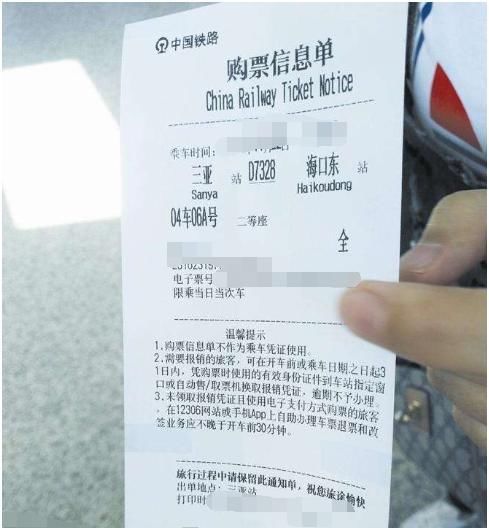 中国铁路
购票信息单
China Railway Ticket Notice
乘车时间:
三亚 站 D7328 海口东 站
Sanya Haikoudong
04车06A号 二等座
全
电子票号
限乘当日当次车
温馨提示
1.购票信息单不作为乘车凭证使用。
2.需要报销的旅客,可在开车前或乘车日期之日起3
1日内,凭购票时使用的有效身份证件到车站指定窗
口或自动售/取票机换取报销凭证,逾期不予办理。
3.未领取报销凭证且使用电子支付方式购票的旅客
,在12306网站或手机App上自助办理车票退票和改
签业务应不晚于开车前30分钟。
旅行过程中请保留此通知单,祝您旅途愉快
出单地点:三亚站
打印时